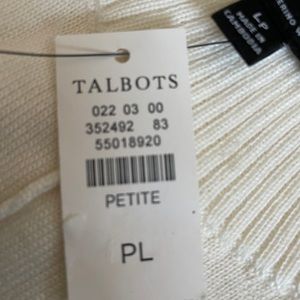 TALBOTS
022 03 00
352492 83
55018920
PETITE
PL
LP
MADE IN
CAMBODIA